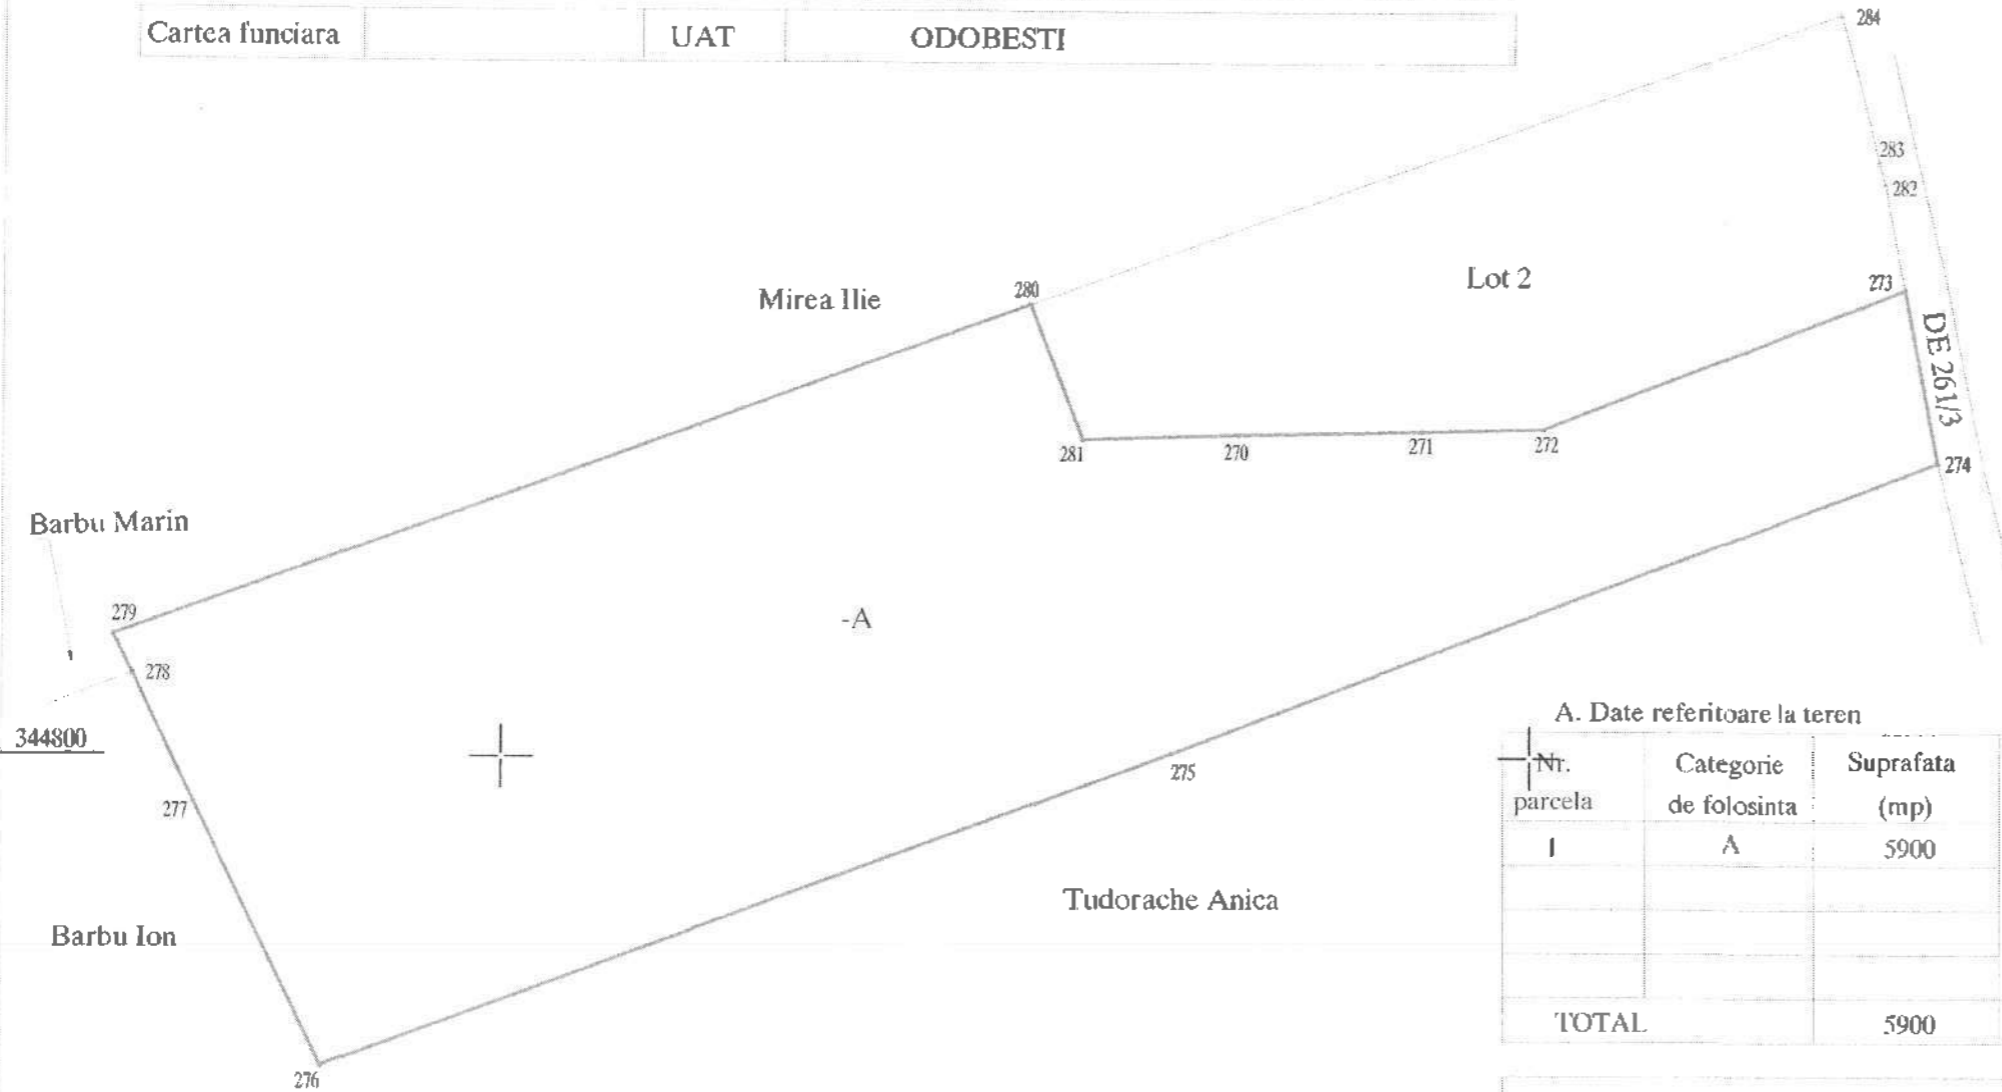 Cartea funciara UAT ODOBESTI
284
283
282
Mirea Ilie
280
Lot 2
273
DE 261/3
281
270
271
272
274
Barbu Marin
279
-A
278
344800
277
275
Barbu Ion
Tudorache Anica
276
A. Date referitoare la teren
Nr. Categorie Suprafata
parcela de folosinta (mp)
1 A 5900
TOTAL 5900